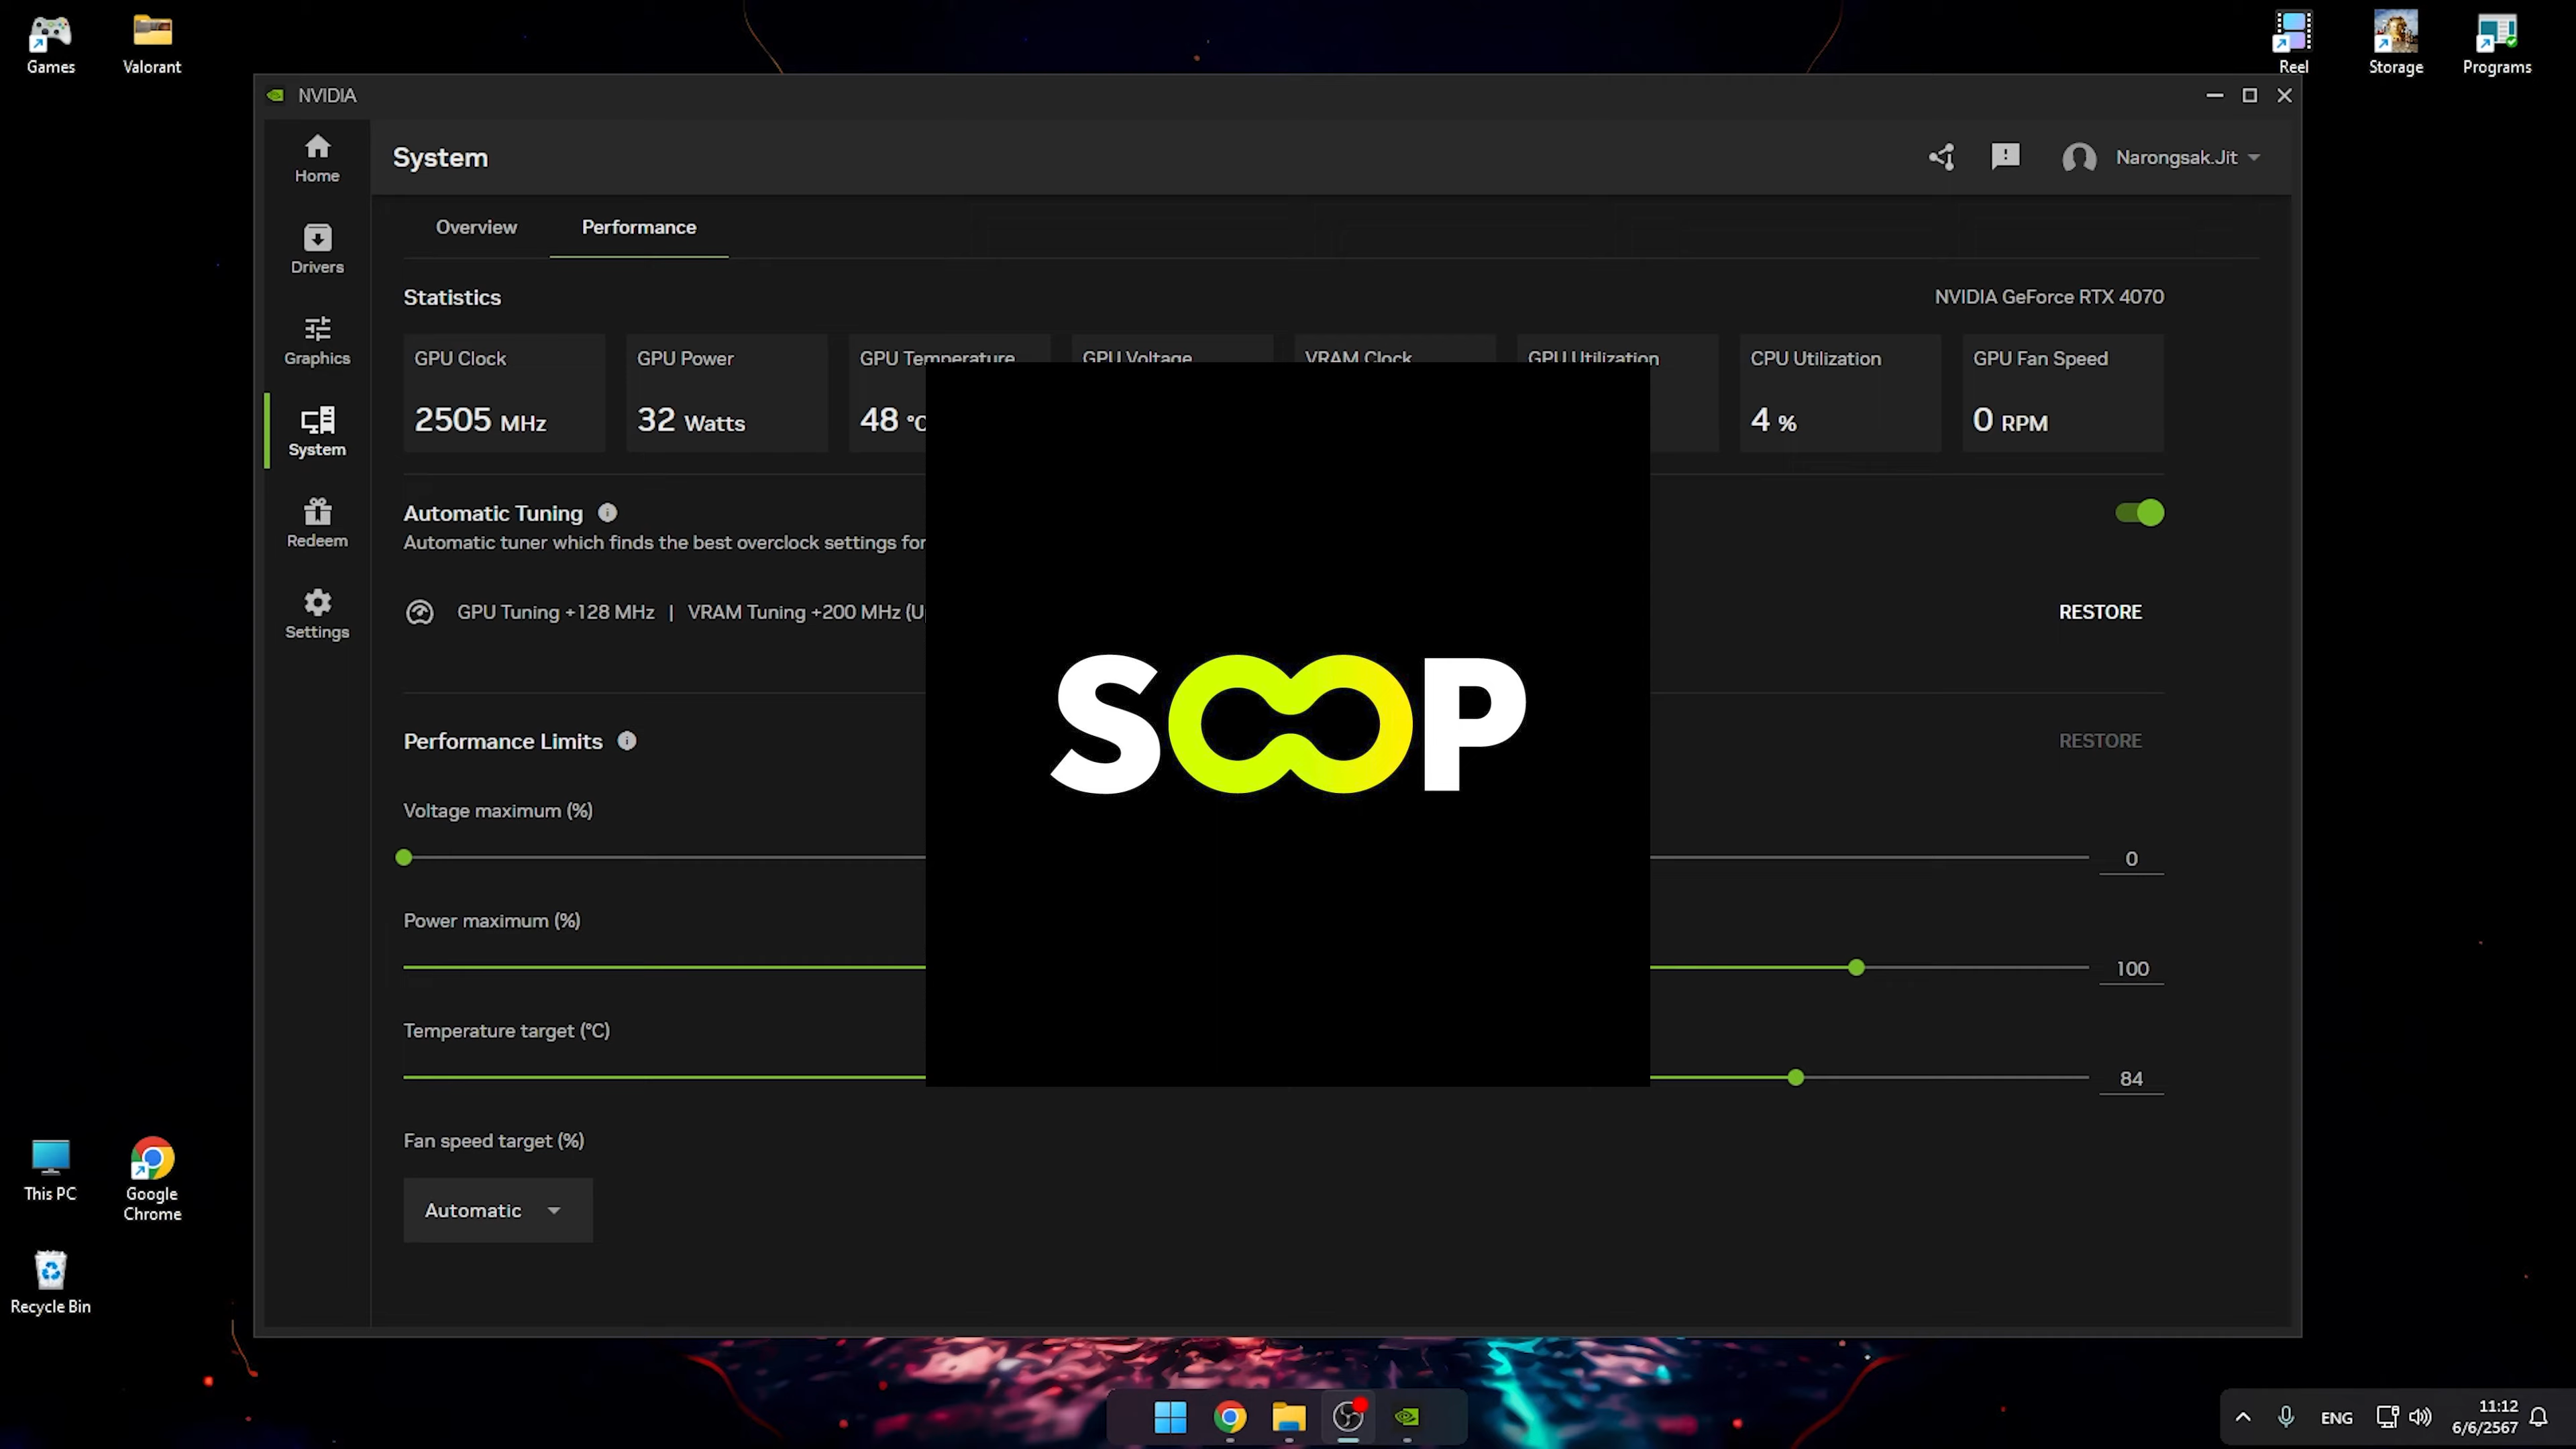 Games
Valorant
Reel
Storage
Programs
NVIDIA
Home
System
Narongsak.Jit
Drivers
Overview
Performance
Statistics
NVIDIA GeForce RTX 4070
Graphics
GPU Clock
GPU Power
GPU Temperature
GPU Voltage
VRAM Clock
GPU Utilization
CPU Utilization
GPU Fan Speed
2505 MHz
32 Watts
48 °C
4 %
0 RPM
System
Automatic Tuning
Automatic tuner which finds the best overclock settings for
Redeem
GPU Tuning +128 MHz | VRAM Tuning +200 MHz
RESTORE
Settings
SOOP
Performance Limits
RESTORE
Voltage maximum (%)
0
Power maximum (%)
100
Temperature target (°C)
84
Fan speed target (%)
Automatic
This PC
Google
Chrome
Recycle Bin
ENG
11:12
6/6/2567